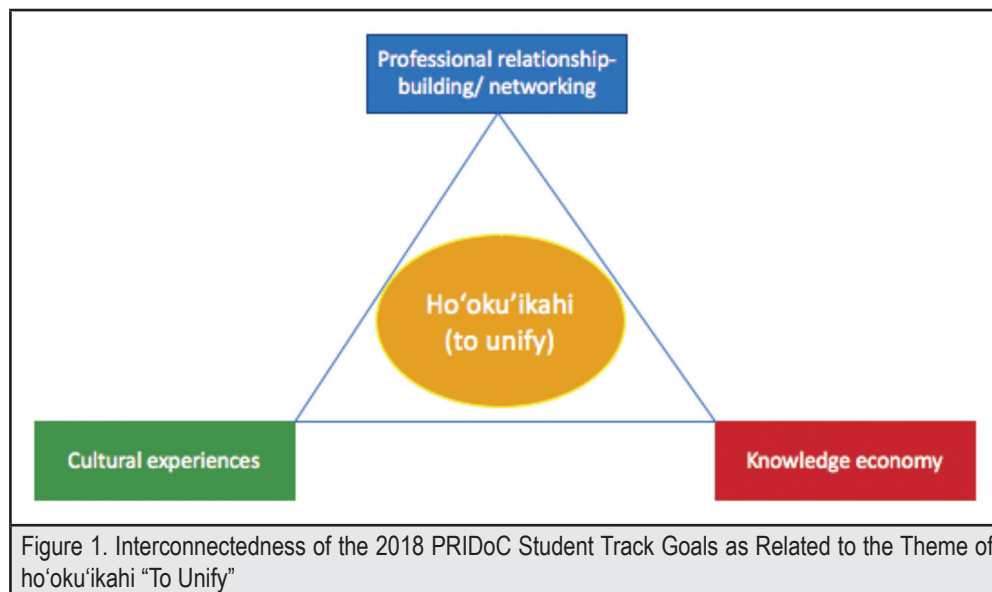 Professional relationship-
building/ networking
Ho‘oku’ikahi
(to unify)
Cultural experiences
Knowledge economy
Figure 1. Interconnectedness of the 2018 PRIDoC Student Track Goals as Related to the Theme of
ho‘oku‘ikahi “To Unify”